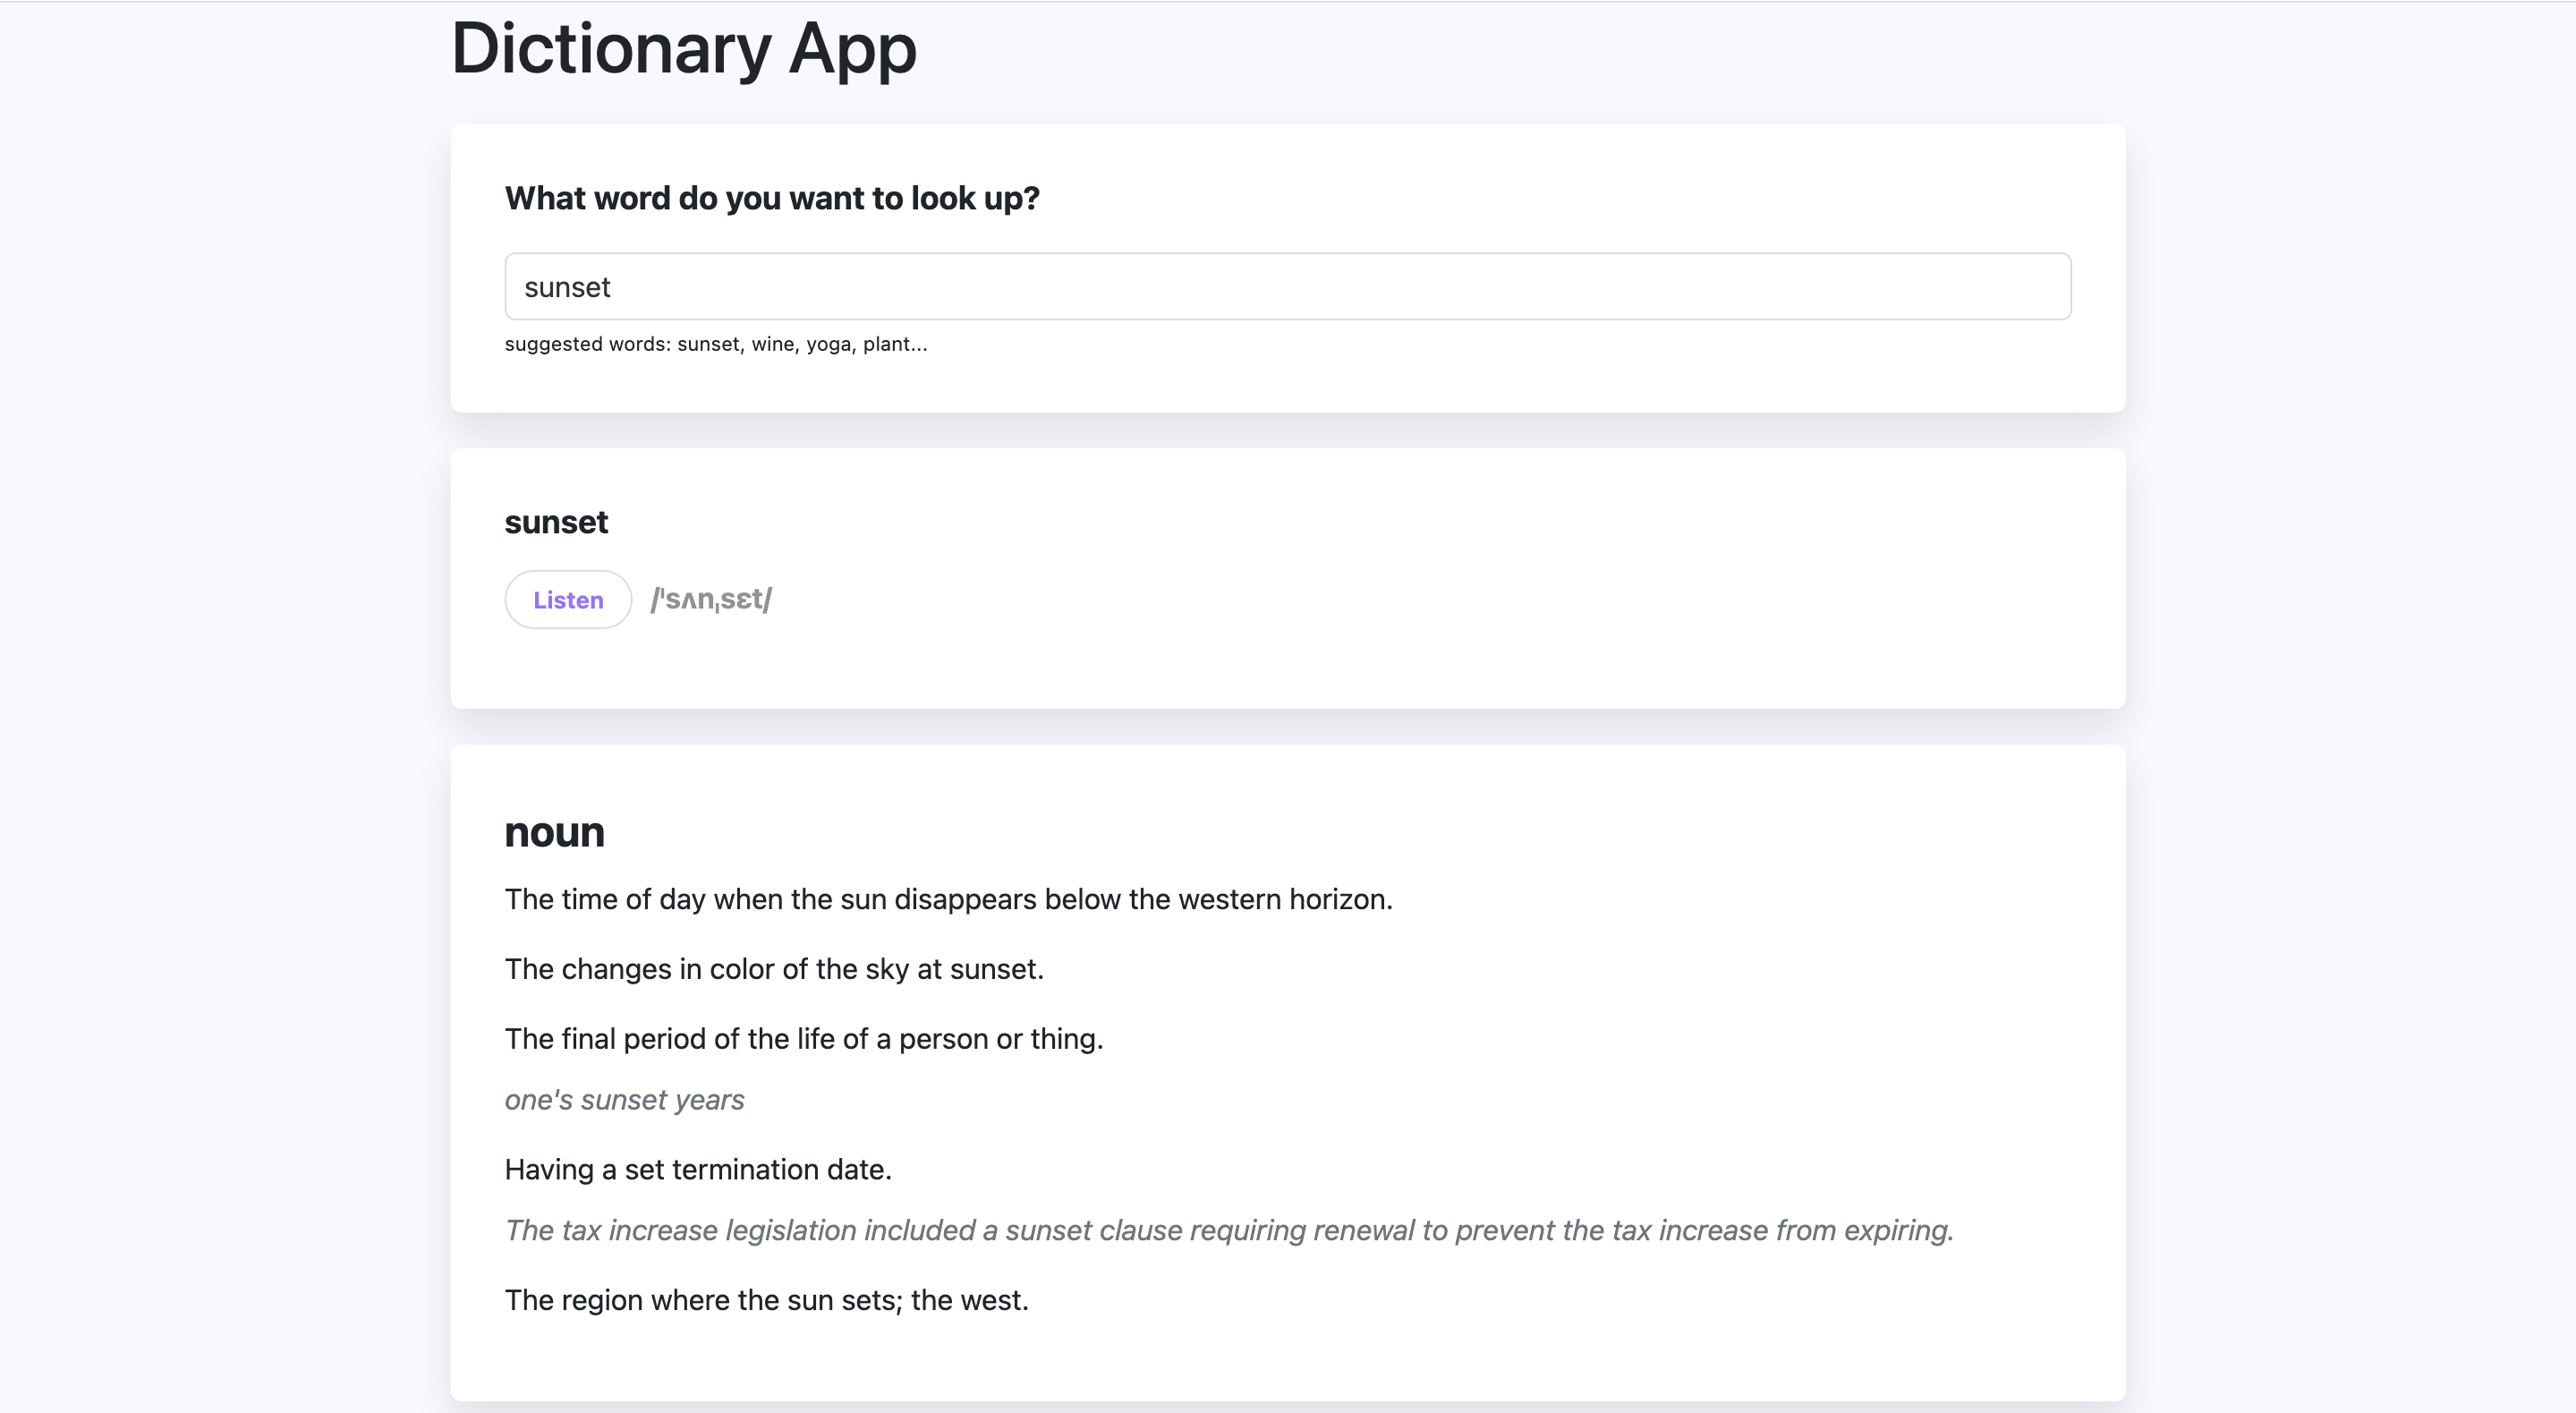 Dictionary App
What word do you want to look up?
sunset
suggested words: sunset, wine, yoga, plant...
sunset
Listen /ˈsʌnˌsɛt/
noun
The time of day when the sun disappears below the western horizon.
The changes in color of the sky at sunset.
The final period of the life of a person or thing.
one's sunset years
Having a set termination date.
The tax increase legislation included a sunset clause requiring renewal to prevent the tax increase from expiring.
The region where the sun sets; the west.